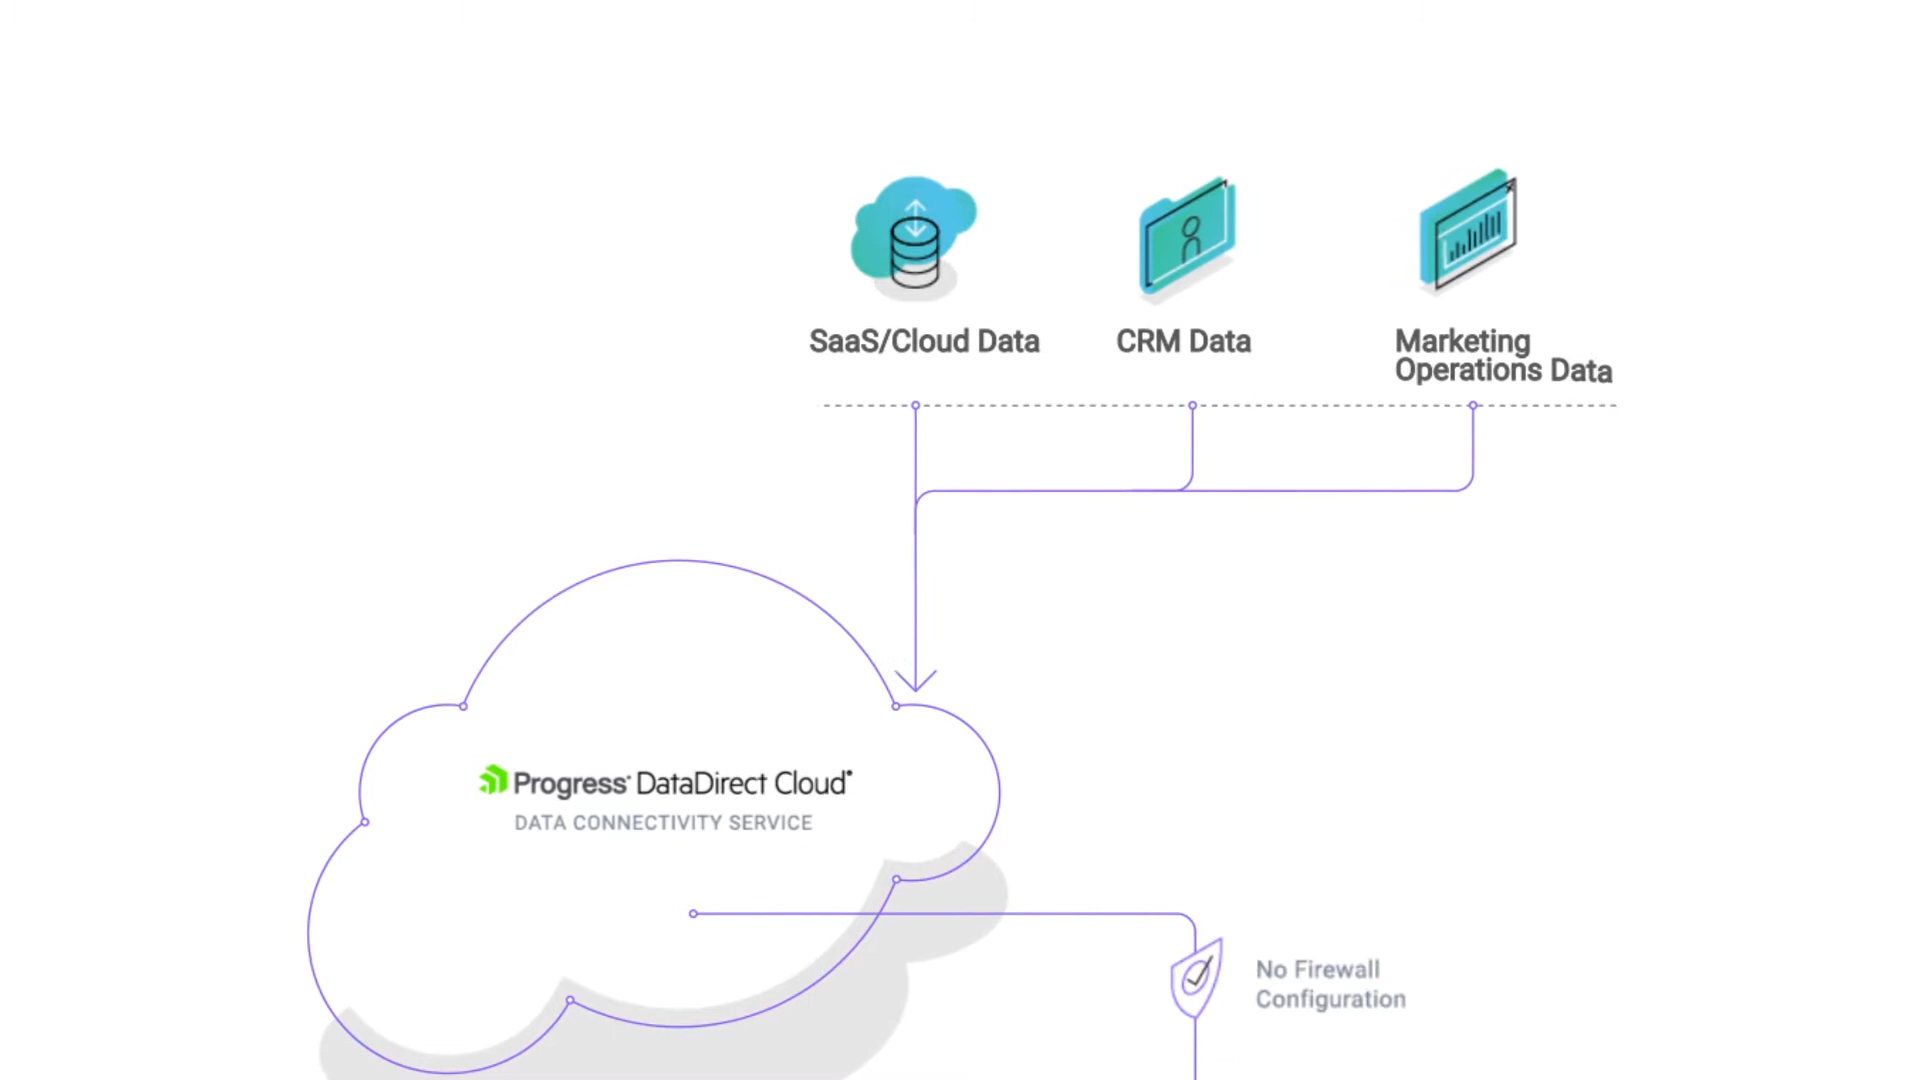 SaaS/Cloud Data
CRM Data
Marketing
Operations Data
Progress® DataDirect Cloud®
DATA CONNECTIVITY SERVICE
No Firewall
Configuration